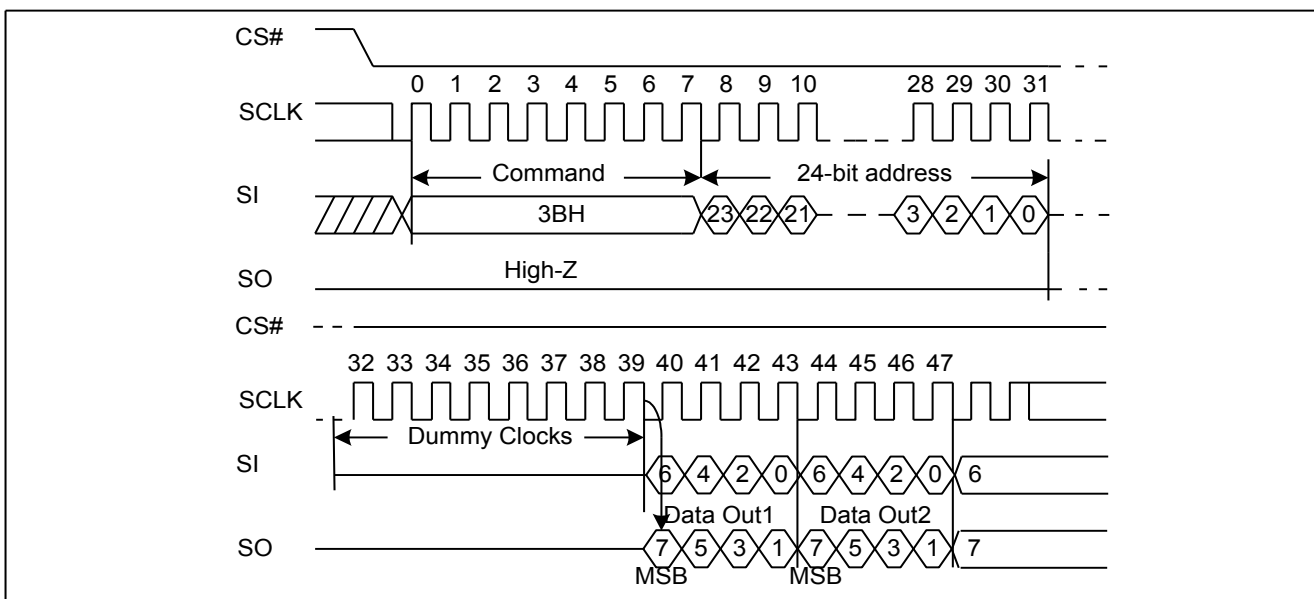 CS#
0 1 2 3 4 5 6 7 8 9 10 28 29 30 31
SCLK
Command 24-bit address
SI
3BH 23 22 21 3 2 1 0
High-Z
SO
CS#
32 33 34 35 36 37 38 39 40 41 42 43 44 45 46 47
SCLK
Dummy Clocks
SI
6 4 2 0 6 4 2 0 6
Data Out1 Data Out2
SO
7 5 3 1 7 5 3 1 7
MSB MSB